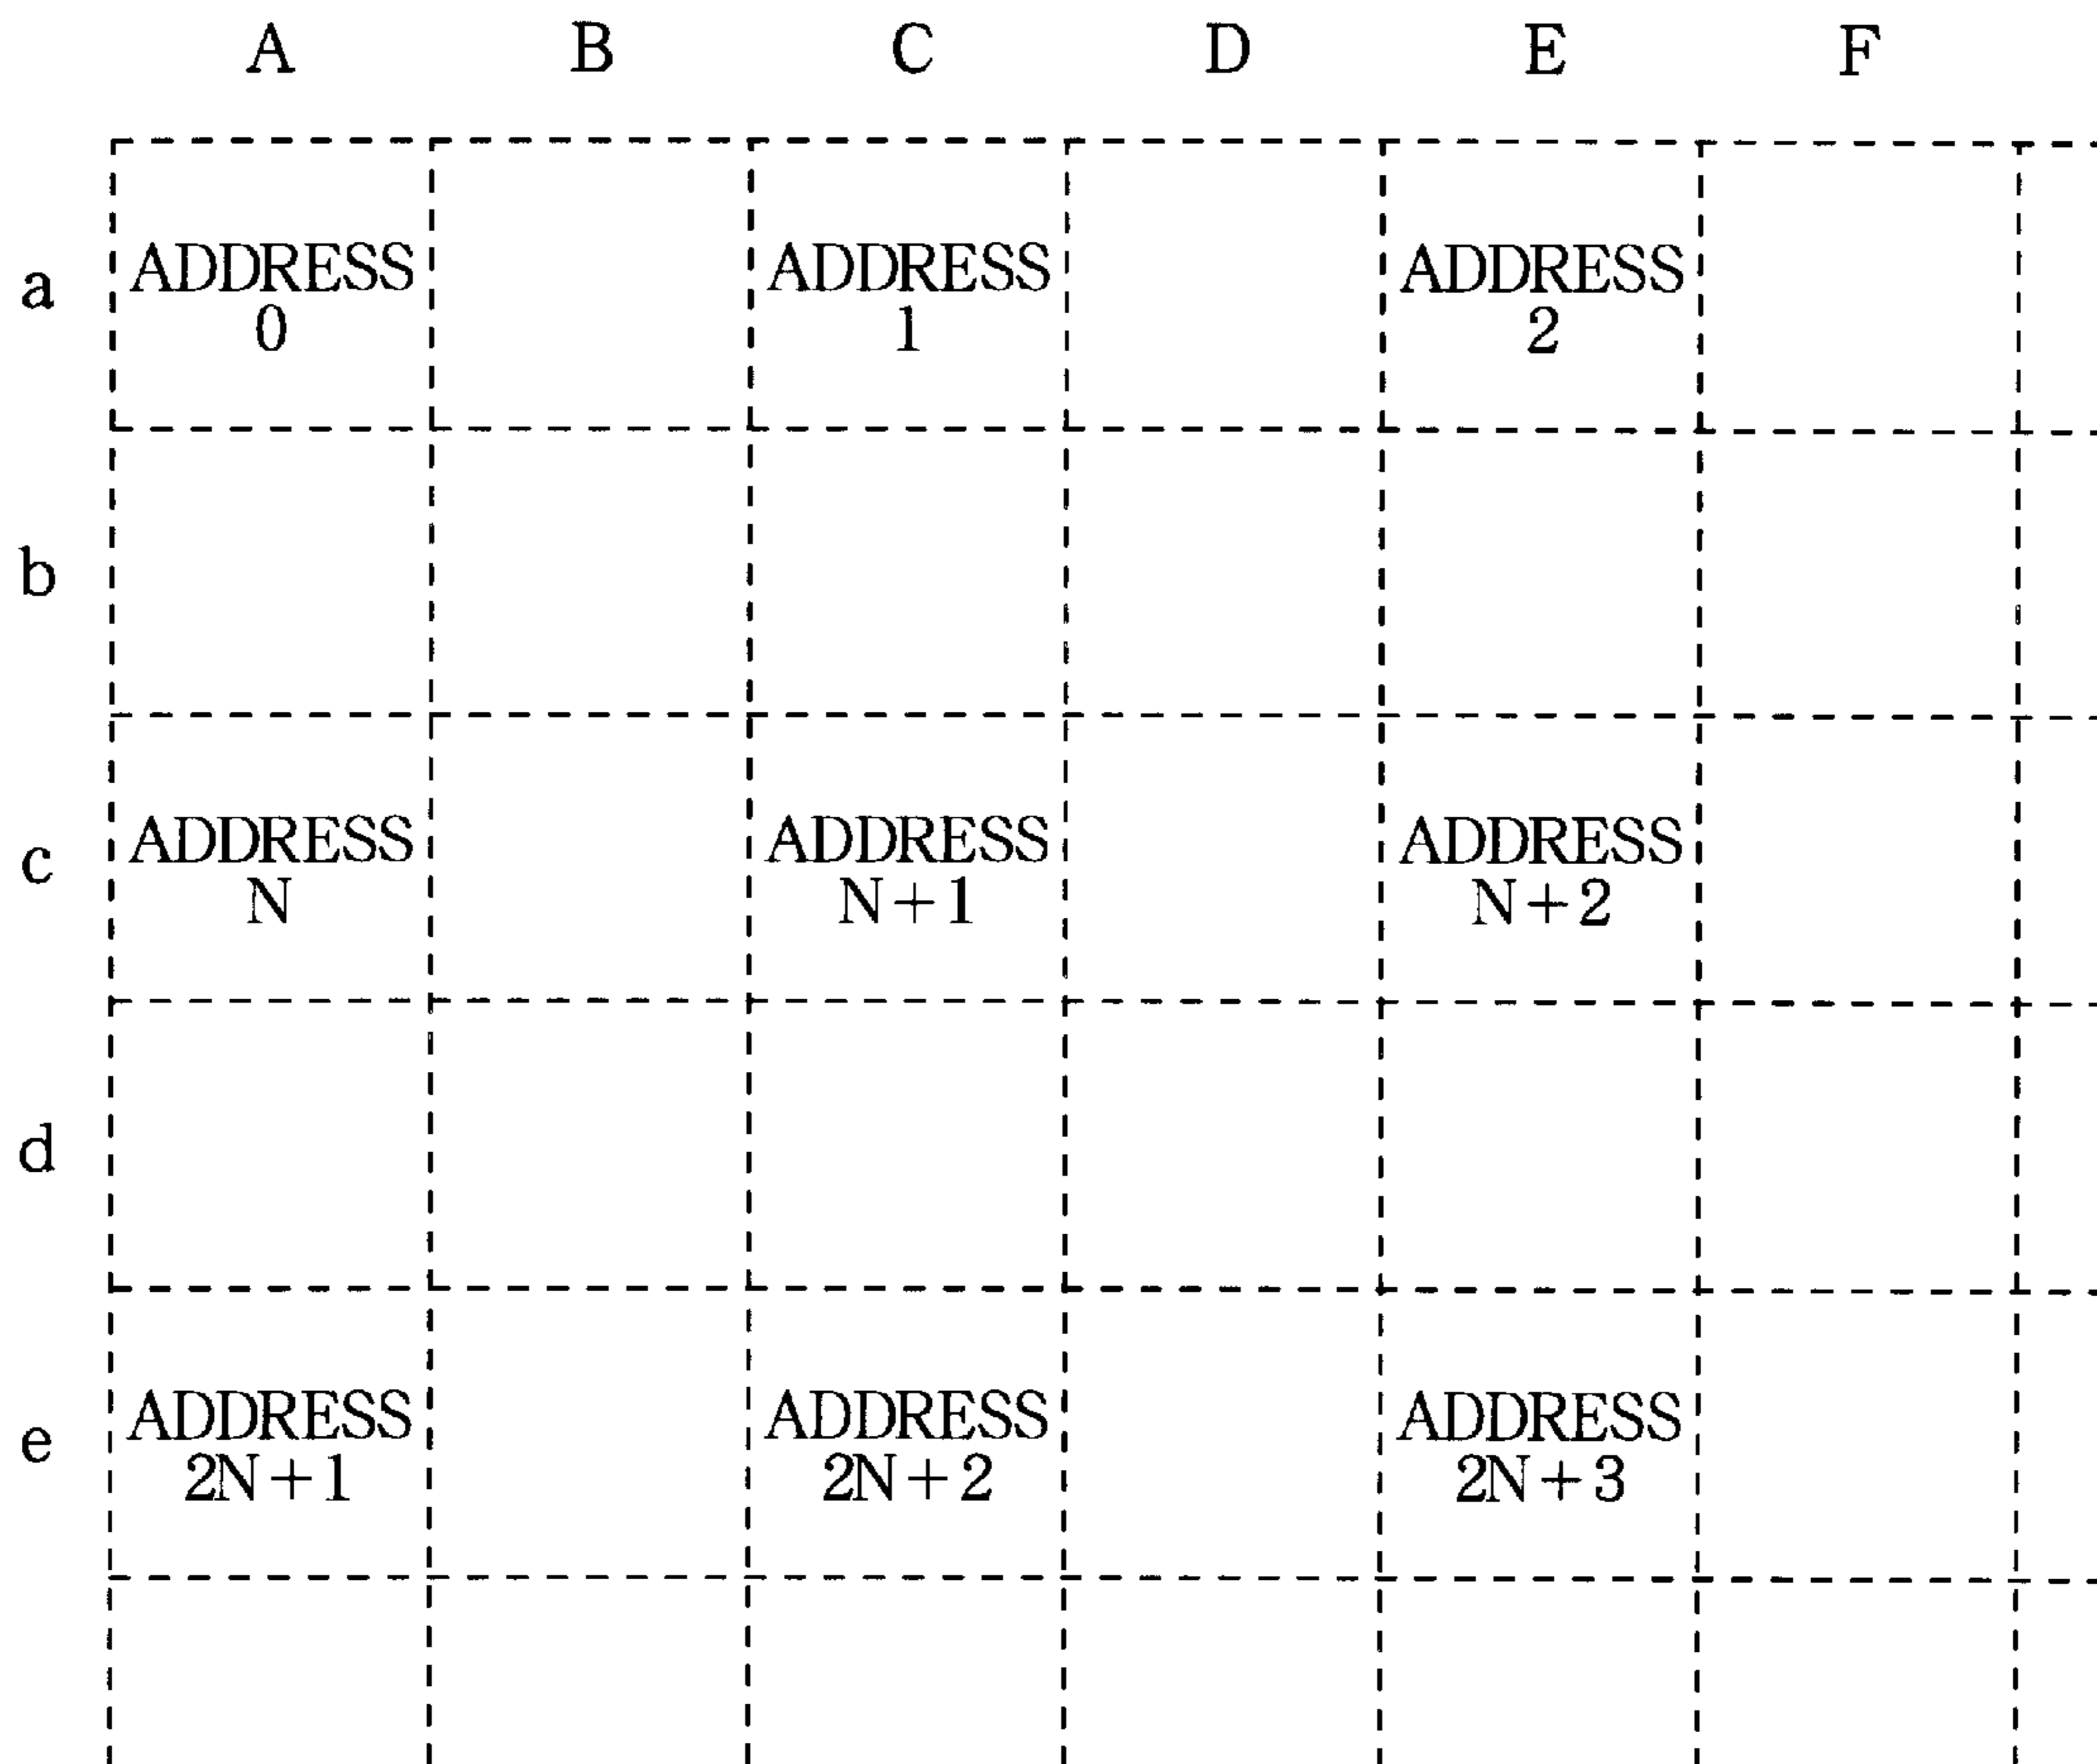 A B C D E F
a ADDRESS ADDRESS ADDRESS
0 1 2
b
c ADDRESS ADDRESS ADDRESS
N N+1 N+2
d
e ADDRESS ADDRESS ADDRESS
2N+1 2N+2 2N+3